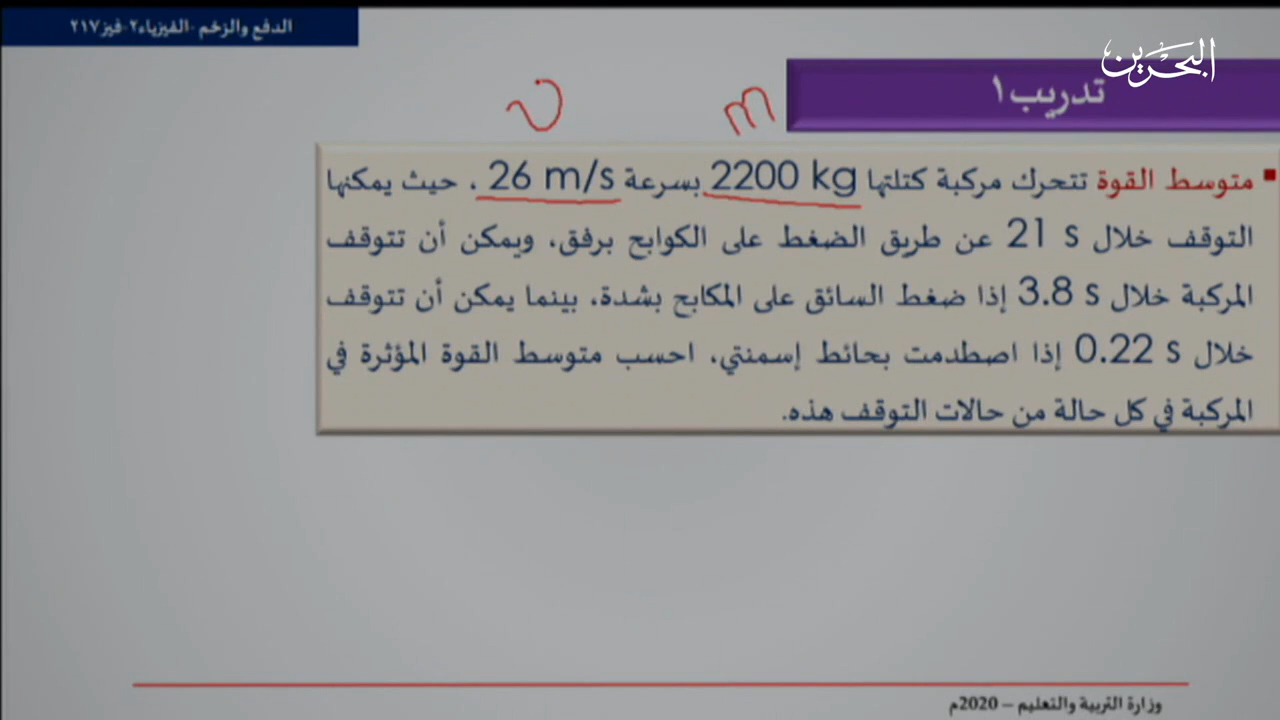 الدفع والزخم -الفيزياء٢-فيز٢١٧
البحرين
تدريب١
v m
متوسط القوة تتحرك مركبة كتلتها 2200 kg بسرعة 26 m/s ، حيث يمكنها
التوقف خلال 21 s عن طريق الضغط على الكوابح برفق، ويمكن أن تتوقف
المركبة خلال 3.8 s إذا ضغط السائق على المكابح بشدة، بينما يمكن أن تتوقف
خلال 0.22 s إذا اصطدمت بحائط إسمنتي، احسب متوسط القوة المؤثرة في
المركبة في كل حالة من حالات التوقف هذه.
وزارة التربية والتعليم – 2020م